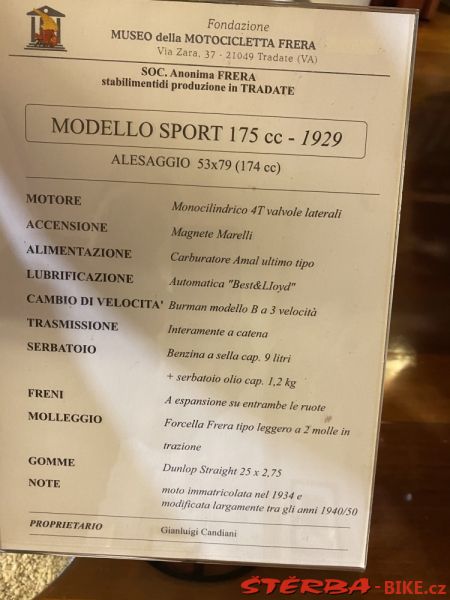 Fondazione
MUSEO della MOTOCICLETTA FRERA
Via Zara, 37 - 21049 Tradate (VA)
SOC. Anonima FRERA
stabilimentidi produzione in TRADATE
MODELLO SPORT 175 cc - 1929
ALESAGGIO 53x79 (174 cc)
MOTORE Monocilindrico 4T valvole laterali
ACCENSIONE Magnete Marelli
ALIMENTAZIONE Carburatore Amal ultimo tipo
LUBRIFICAZIONE Automatica "Best&LIoyd"
CAMBIO DI VELOCITA' Burman modello B a 3 velocità
TRASMISSIONE Interamente a catena
SERBATOIO Benzina a sella cap. 9 litri
+ serbatoio olio cap. 1,2 kg
FRENI A espansione su entrambe le ruote
MOLLEGGIO Forcella Frera tipo leggero a 2 molle in
trazione
GOMME Dunlop Straight 25 x 2,75
NOTE moto immatricolata nel 1934 e
modificata largamente tra gli anni 1940/50
PROPRIETARIO Gianluigi Candiani
ŠTĚRBA-BIKE.cz